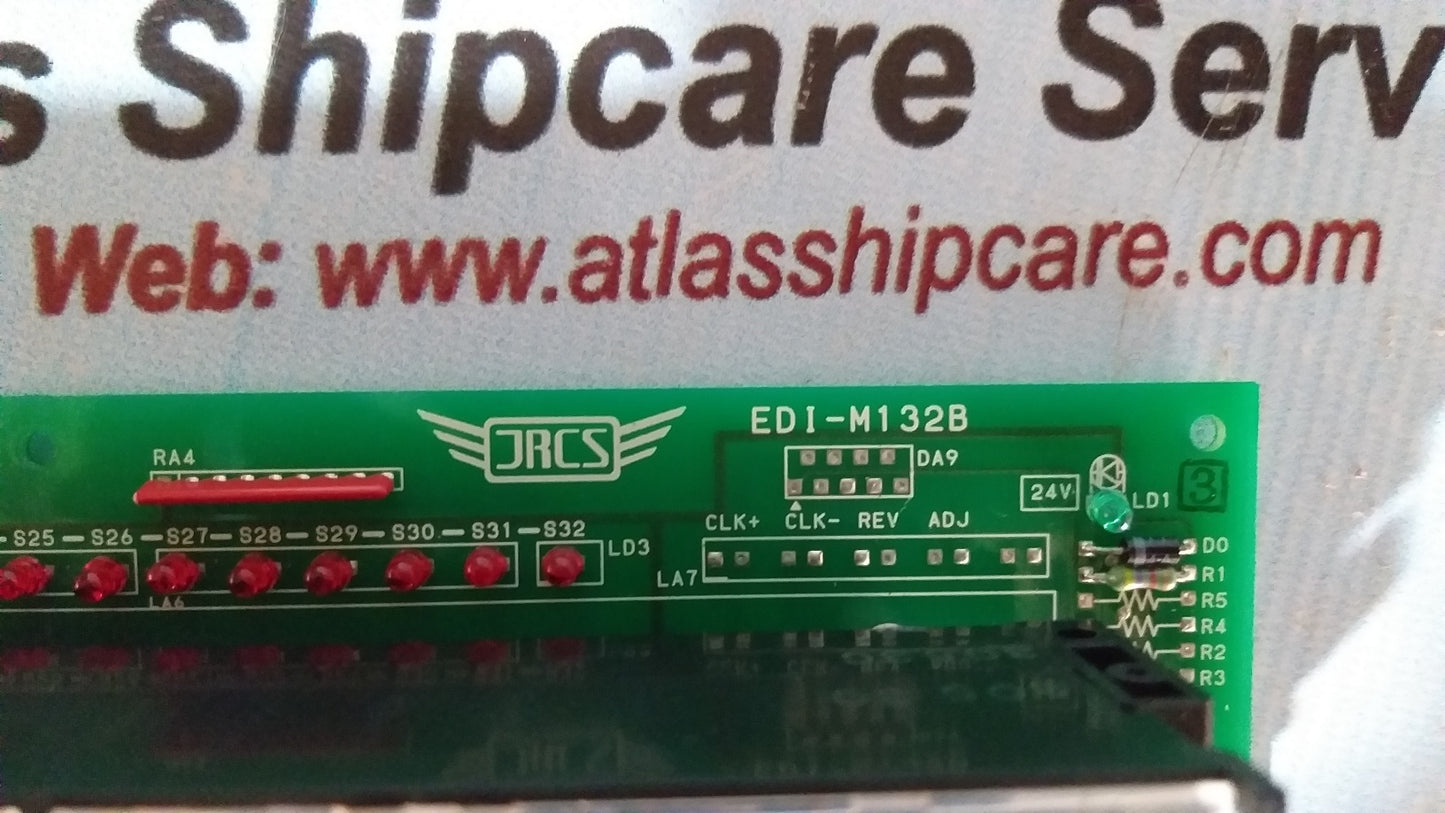 s Shipcare Serv
Web: www.atlasshipcare.com
EDI-M132B
JRCS
RA4
DA9
24V
LD1
3
CLK+ CLK- REV ADJ
S25 S26 S27 S28 S29 S30 S31 S32
LD3
LA7
LA6
D0
R1
R5
R4
R2
R3